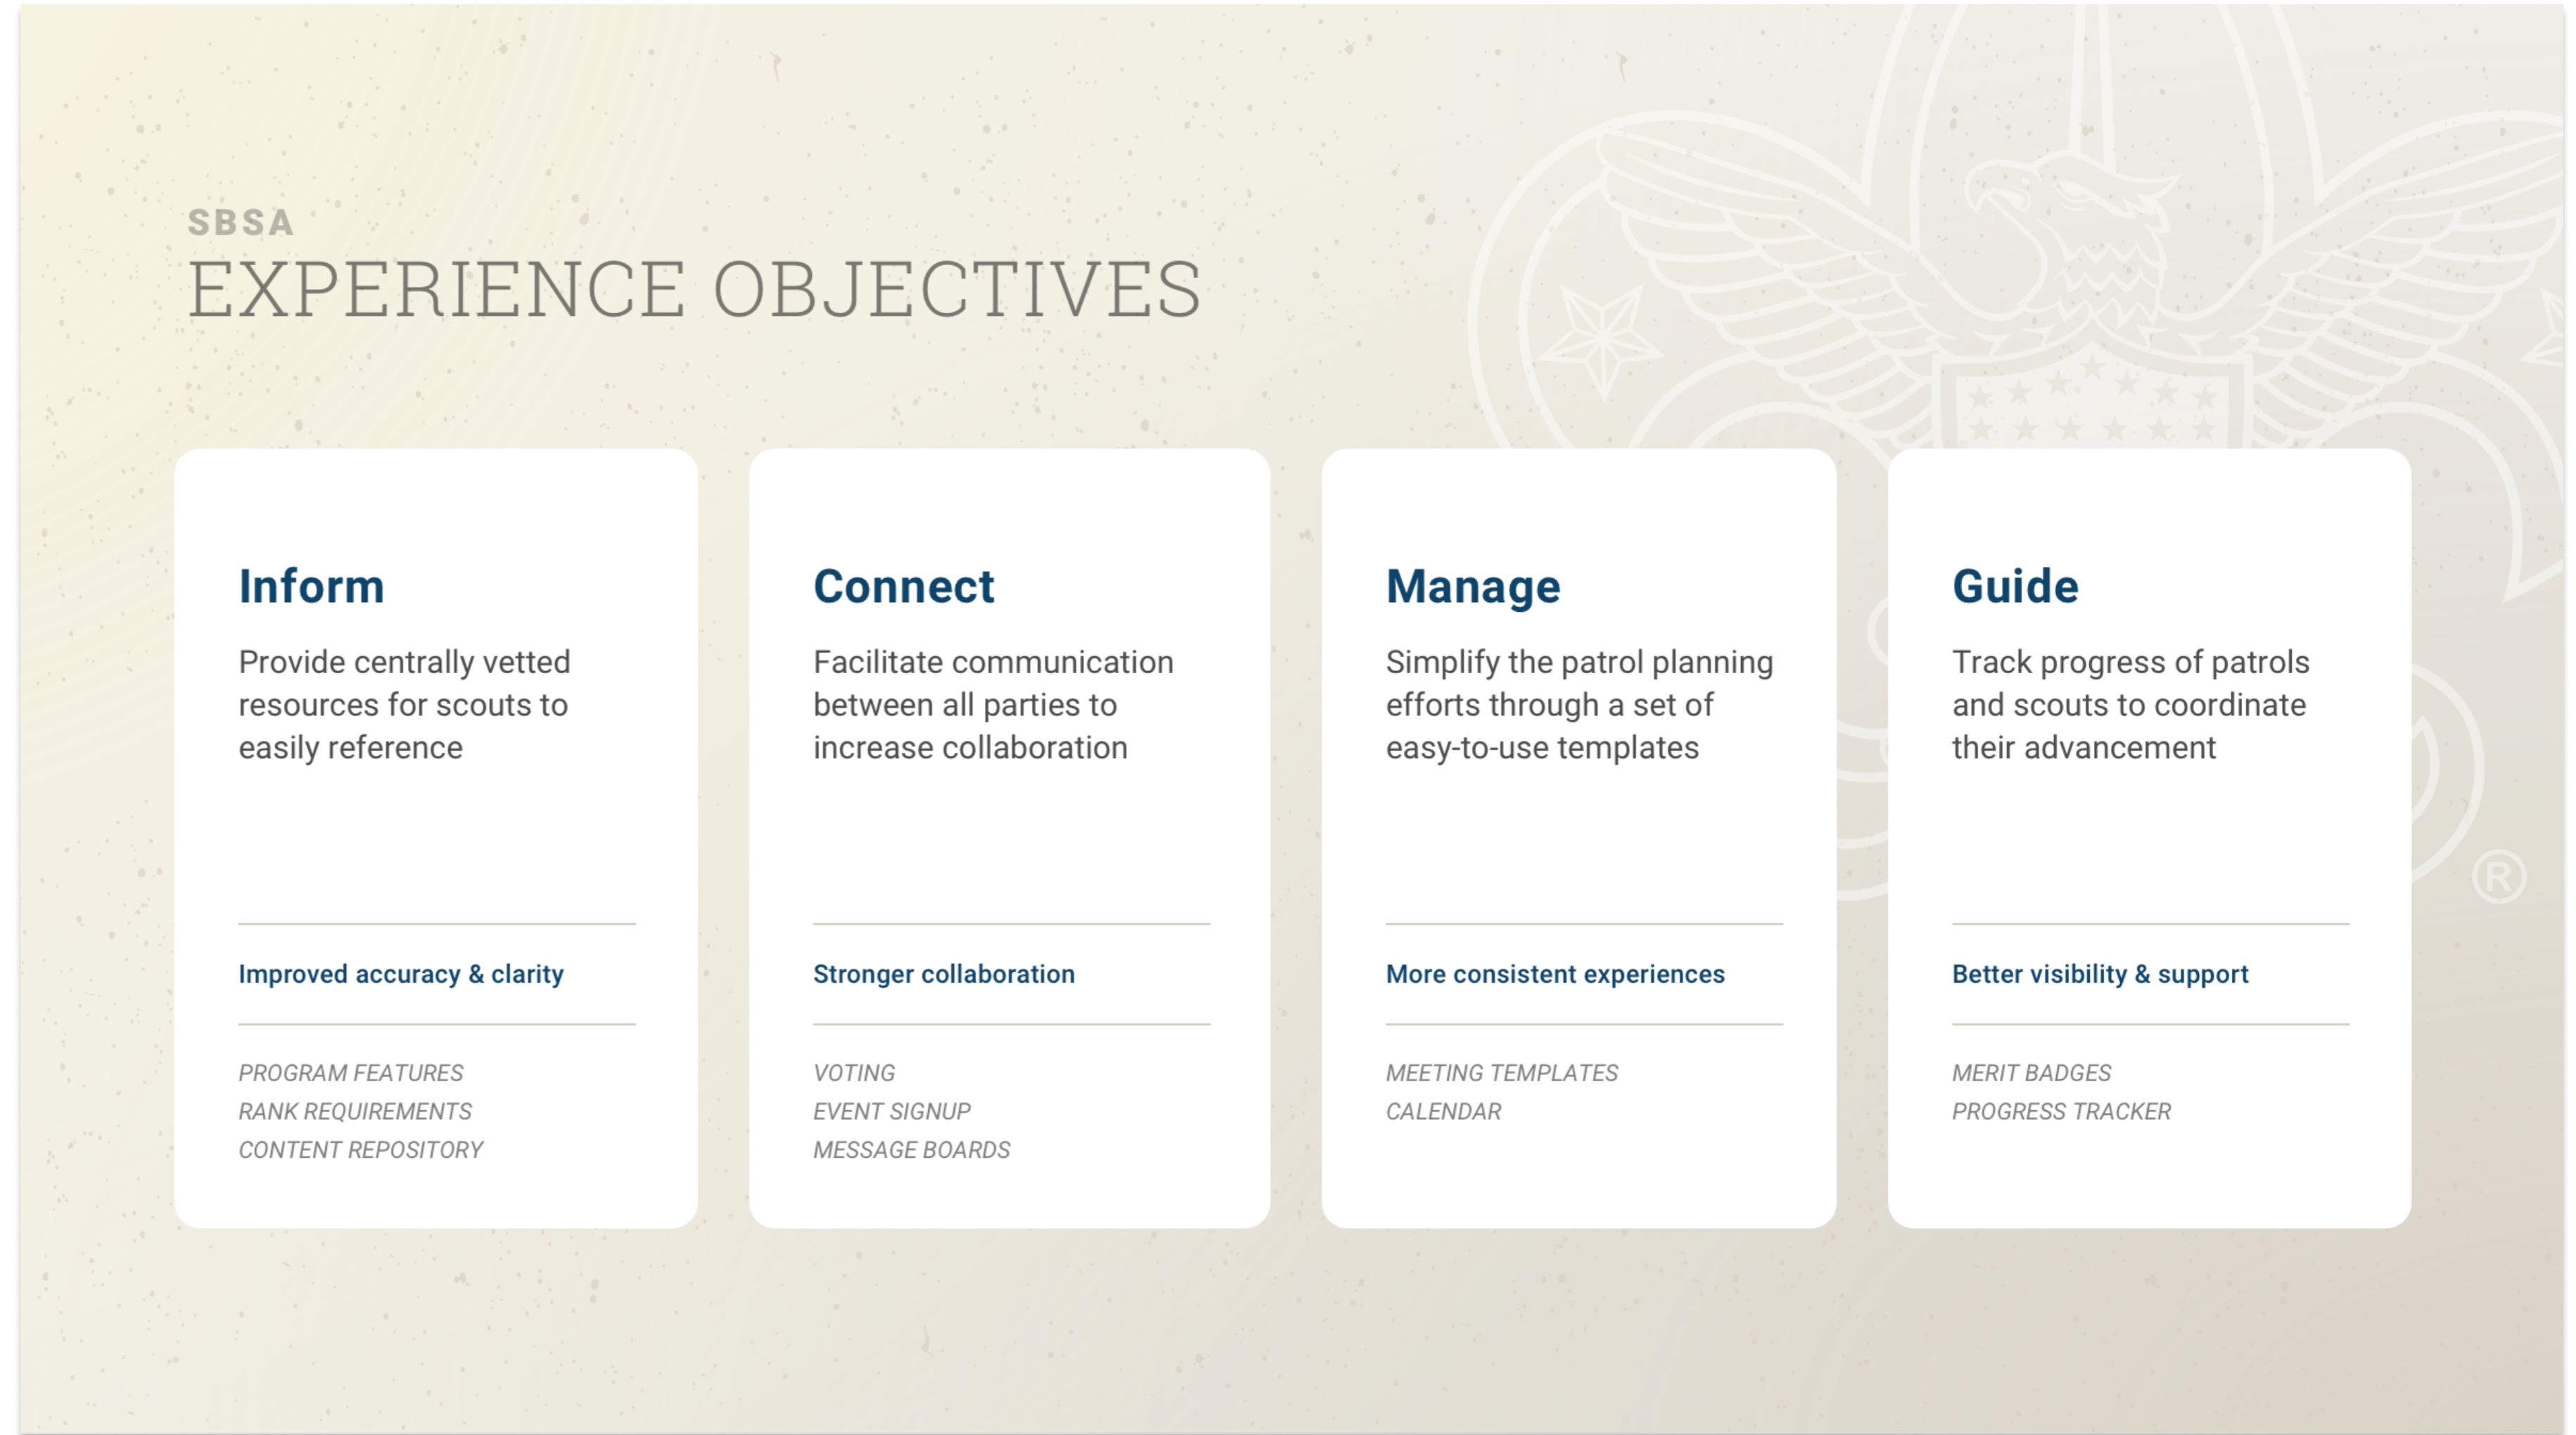 SBSA
EXPERIENCE OBJECTIVES
Inform
Provide centrally vetted
resources for scouts to
easily reference
Improved accuracy & clarity
PROGRAM FEATURES
RANK REQUIREMENTS
CONTENT REPOSITORY
Connect
Facilitate communication
between all parties to
increase collaboration
Stronger collaboration
VOTING
EVENT SIGNUP
MESSAGE BOARDS
Manage
Simplify the patrol planning
efforts through a set of
easy-to-use templates
More consistent experiences
MEETING TEMPLATES
CALENDAR
Guide
Track progress of patrols
and scouts to coordinate
their advancement
Better visibility & support
MERIT BADGES
PROGRESS TRACKER
®